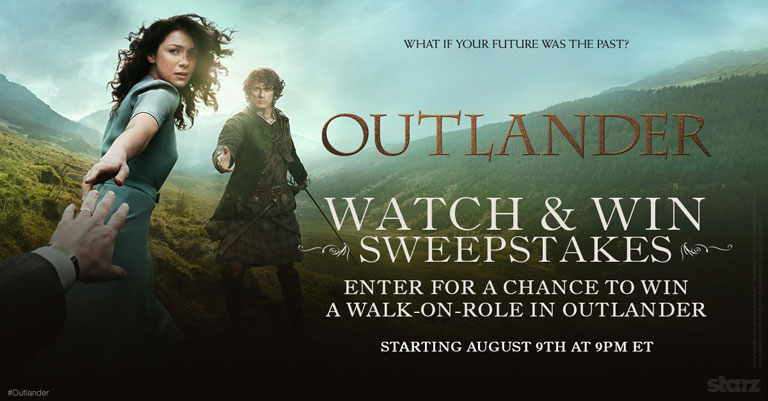 WHAT IF YOUR FUTURE WAS THE PAST?
OUTLANDER
WATCH & WIN
SWEEPSTAKES
ENTER FOR A CHANCE TO WIN
A WALK-ON-ROLE IN OUTLANDER
STARTING AUGUST 9TH AT 9PM ET
#Outlander
starz